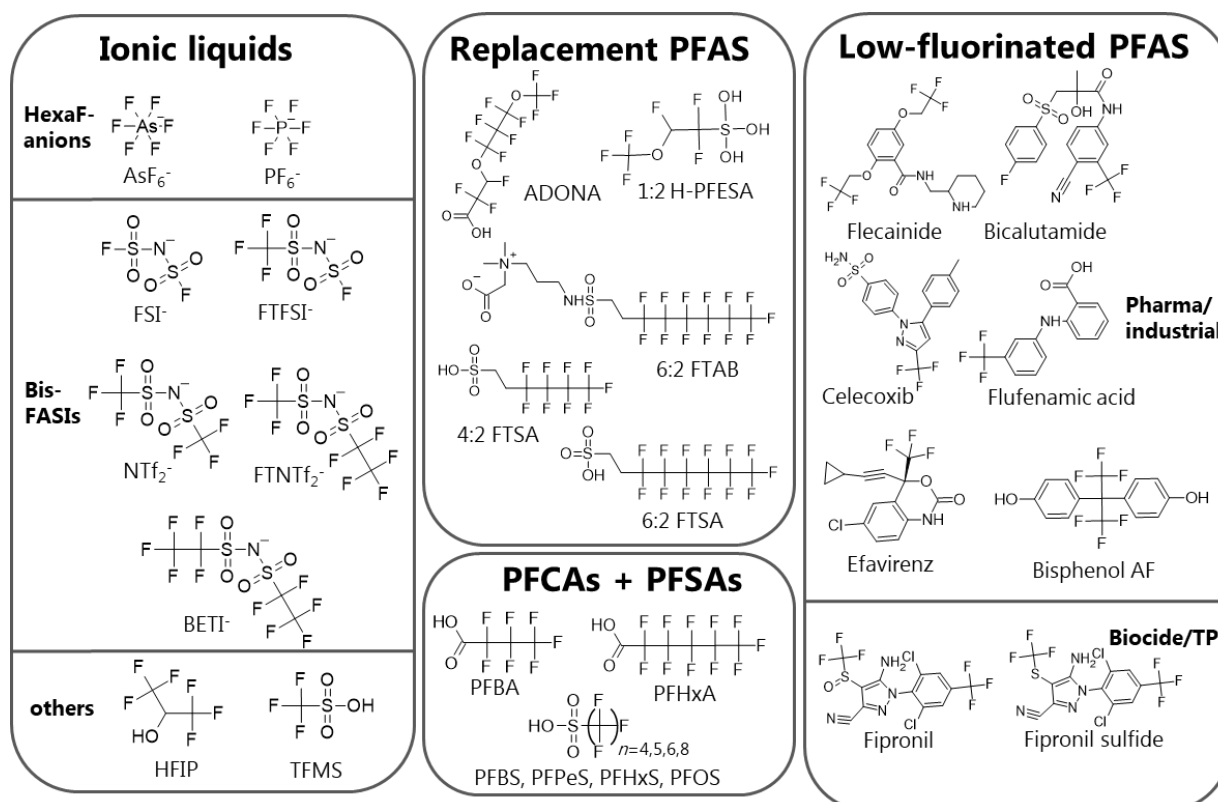 Ionic liquids
HexaF-
anions
AsF₆⁻
PF₆⁻
Bis-
FASIs
FSI⁻
FTFSI⁻
NTf₂⁻
FTNTf₂⁻
BETI⁻
others
HFIP
TFMS
Replacement PFAS
ADONA
1:2 H-PFESA
6:2 FTAB
4:2 FTSA
6:2 FTSA
PFCAs + PFSAs
PFBA
PFHxA
n=4,5,6,8
PFBS, PFPeS, PFHxS, PFOS
Low-fluorinated PFAS
Flecainide
Bicalutamide
Pharma/
industrial
Celecoxib
Flufenamic acid
Efavirenz
Bisphenol AF
Biocide/TP
Fipronil
Fipronil sulfide